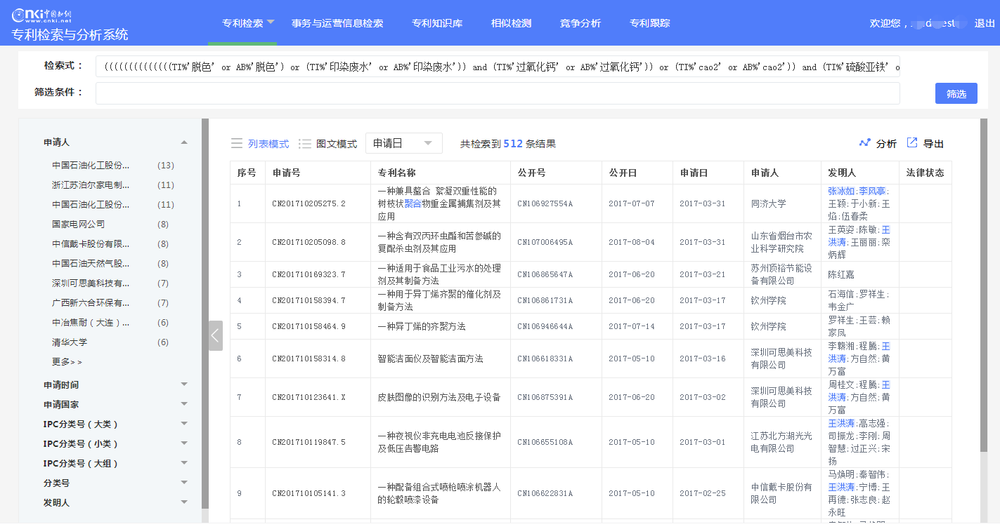 cnki中国知网
www.cnki.net
专利检索与分析系统
专利检索 事务与运营信息检索 专利知识库 相似检测 竞争分析 专利跟踪
欢迎您， 退出
检索式： ((((((((((((((TI%'脱色' or AB%'脱色') or (TI%'印染废水' or AB%'印染废水')) and (TI%'过氧化钙' or AB%'过氧化钙')) or (TI%'cao2' or AB%'cao2')) and (TI%'硫酸亚铁' o
筛选条件：
筛选
申请人
中国石油化工股份... (13)
浙江苏泊尔家电制... (11)
中国石油化工股份... (11)
国家电网公司 (8)
中信戴卡股份有限... (8)
中国石油天然气股... (8)
深圳可思美科技有... (7)
广西新六合环保有... (7)
中冶焦耐（大连）... (6)
清华大学 (6)
更多>>
申请时间
申请国家
IPC分类号（大类）
IPC分类号（小类）
IPC分类号（大组）
分类号
发明人
列表模式 图文模式 申请日 共检索到 512 条结果 分析 导出
序号 申请号 专利名称 公开号 公开日 申请日 申请人 发明人 法律状态
1 CN201710205275.2 一种兼具螯合 絮凝双重性能的
树枝状聚合物重金属捕集剂及其
应用
CN106927554A 2017-07-07 2017-03-31 同济大学
张冰如;李风亭;
王颖;于小新;王
焰;伍春柔
2 CN201710205098.8 一种含有双丙环虫酯和苦参碱的
复配杀虫剂及其应用
CN107006495A 2017-08-04 2017-03-31
山东省烟台市农
业科学研究院
王英姿;陈敏;王
洪涛;王丽丽;栾
炳辉
3 CN201710169323.7 一种适用于食品工业污水的处理
剂及其制备方法
CN106865647A 2017-06-20 2017-03-21
苏州顶裕节能设
备有限公司
陈红嘉
4 CN201710158394.7 一种用于异丁烯齐聚的催化剂及
制备方法
CN106861731A 2017-06-20 2017-03-17 钦州学院
石海信;罗祥生;
韦金广
5 CN201710158464.9 一种异丁烯的齐聚方法
CN106946644A 2017-07-14 2017-03-17 钦州学院
罗祥生;王芸;赖
家凤
6 CN201710158314.8 智能洁面仪及智能洁面方法
CN106618331A 2017-05-10 2017-03-16
深圳可思美科技
有限公司
李赣湘;程腾;王
洪涛;方自然;黄
万富
7 CN201710123641.X 皮肤图像的识别方法及电子设备
CN106875391A 2017-06-20 2017-03-02
深圳可思美科技
有限公司
周桂文;程腾;王
洪涛;方自然;黄
万富
8 CN201710119847.5 一种夜视仪非充电电池反接保护
及低压告警电路
CN106655108A 2017-05-10 2017-03-01
江苏北方湖光光
电有限公司
王洪涛;高志强;
司振龙;李刚;周
智慧;过正兴;宋
扬
9 CN201710105141.3 一种配备组合式喷枪喷涂机器人
的轮毂喷漆设备
CN106622831A 2017-05-10 2017-02-25
中信戴卡股份有
限公司
马焕明;秦智伟;
王洪涛;宁博;王
再德;张志良;赵
永旺